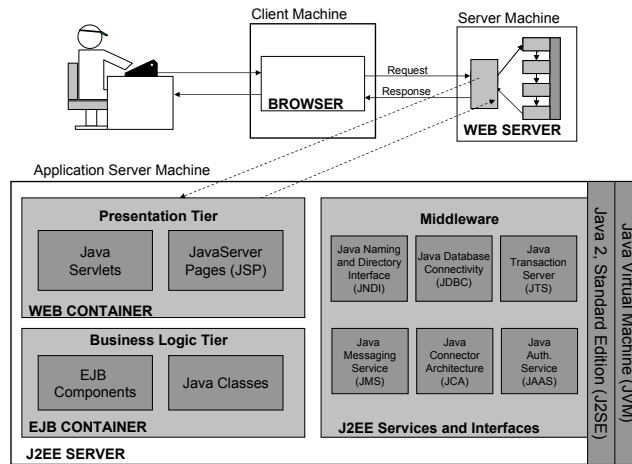 Client Machine
Server Machine
Request
Response
BROWSER
WEB SERVER
Application Server Machine
Presentation Tier
Java
Servlets
JavaServer
Pages (JSP)
WEB CONTAINER
Business Logic Tier
EJB
Components
Java Classes
EJB CONTAINER
J2EE SERVER
Middleware
Java Naming
and Directory
Interface
(JNDI)
Java Database
Connectivity
(JDBC)
Java
Transaction
Server
(JTS)
Java
Messaging
Service
(JMS)
Java
Connector
Architecture
(JCA)
Java
Auth.
Service
(JAAS)
J2EE Services and Interfaces
Java 2, Standard Edition (J2SE)
Java Virtual Machine (JVM)